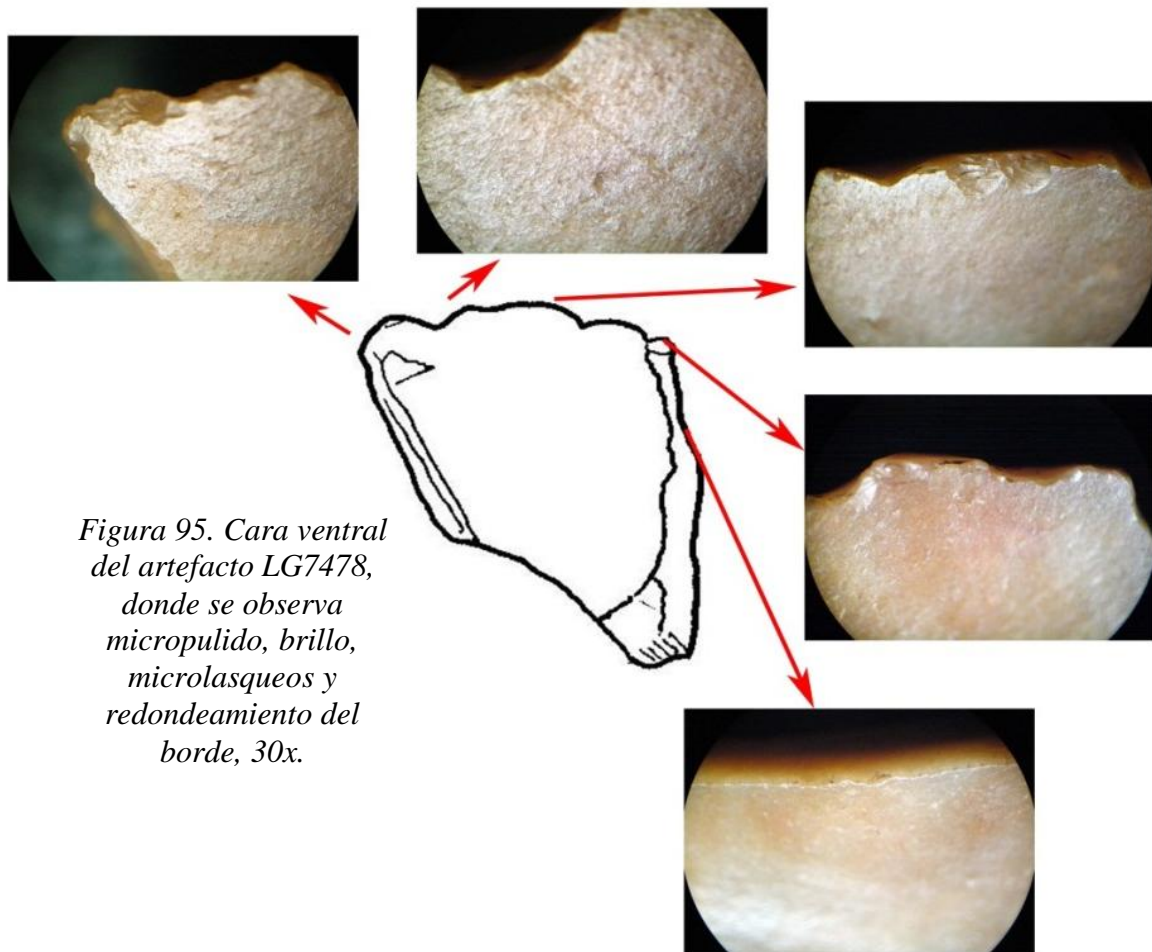 Figura 95. Cara ventral
del artefacto LG7478,
donde se observa
micropulido, brillo,
microlasqueos y
redondeamiento del
borde, 30x.